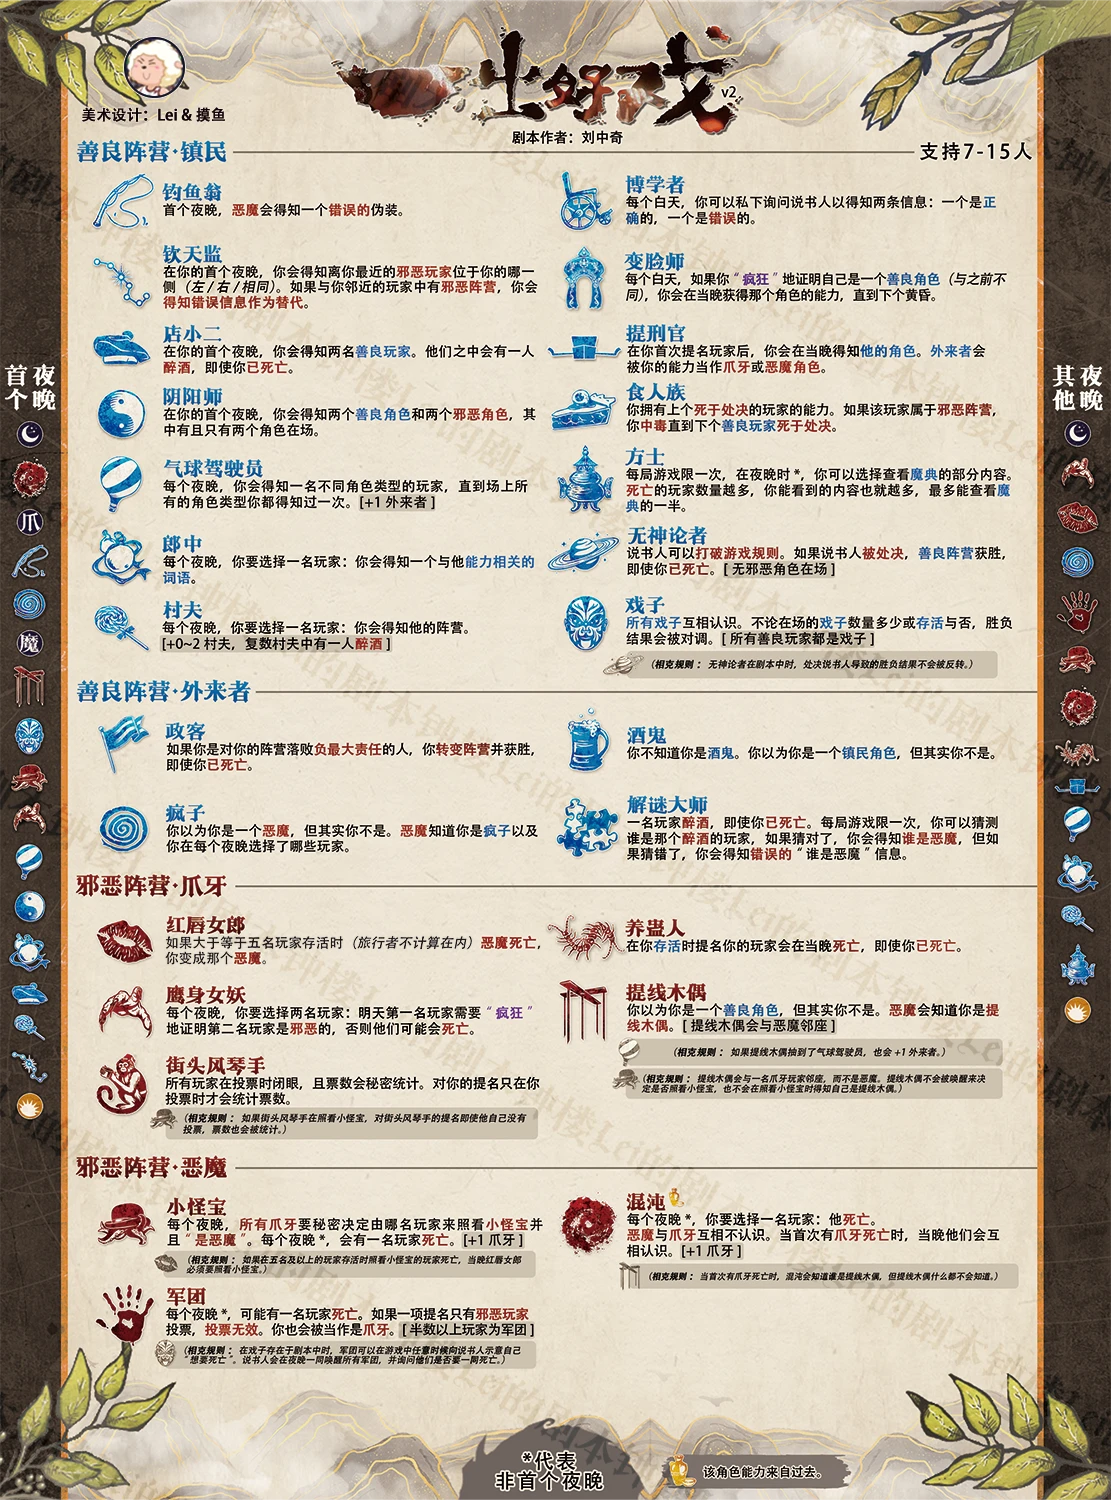 一出好戏
v2
美术设计：Lei & 摸鱼
剧本作者：刘中奇
善良阵营·镇民
支持7-15人
钓鱼翁
首个夜晚，恶魔会得知一个错误的伪装。
钦天监
在你的首个夜晚，你会得知离你最近的邪恶玩家位于你的哪一
侧（左 / 右 / 相同）。如果与你邻近的玩家中有邪恶阵营，你会
得知错误信息作为替代。
店小二
在你的首个夜晚，你会得知两名善良玩家。他们之中会有一人
醉酒，即使你已死亡。
阴阳师
在你的首个夜晚，你会得知两个善良角色和两个邪恶角色，其
中有且只有两个角色在场。
气球驾驶员
每个夜晚，你会得知一名不同角色类型的玩家，直到场上所
有的角色类型你都得知过一次。[+1 外来者 ]
郎中
每个夜晚，你要选择一名玩家：你会得知一个与他能力相关的
词语。
村夫
每个夜晚，你要选择一名玩家：你会得知他的阵营。
[+0~2 村夫，复数村夫中有一人醉酒 ]
博学者
每个白天，你可以私下询问说书人以得知两条信息：一个是正
确的，一个是错误的。
变脸师
每个白天，如果你“疯狂”地证明自己是一个善良角色（与之前不
同），你会在当晚获得那个角色的能力，直到下个黄昏。
提刑官
在你首次提名玩家后，你会在当晚得知他的角色。外来者会
被你的能力当作爪牙或恶魔角色。
食人族
你拥有上个死于处决的玩家的能力。如果该玩家属于邪恶阵营，
你中毒直到下个善良玩家死于处决。
方士
每局游戏限一次，在夜晚时 *，你可以选择查看魔典的部分内容。
死亡的玩家数量越多，你能看到的内容也就越多，最多能查看魔
典的一半。
无神论者
说书人可以打破游戏规则。如果说书人被处决，善良阵营获胜，
即使你已死亡。[ 无邪恶角色在场 ]
戏子
所有戏子互相认识。不论在场的戏子数量多少或存活与否，胜负
结果会被对调。[ 所有善良玩家都是戏子 ]
（相克规则 ： 无神论者在剧本中时，处决说书人导致的胜负结果不会被反转。）
善良阵营·外来者
政客
如果你是对你的阵营落败负最大责任的人，你转变阵营并获胜，
即使你已死亡。
疯子
你以为你是一个恶魔，但其实你不是。恶魔知道你是疯子以及
你在每个夜晚选择了哪些玩家。
酒鬼
你不知道你是酒鬼。你以为你是一个镇民角色，但其实你不是。
解谜大师
一名玩家醉酒，即使你已死亡。每局游戏限一次，你可以猜测
谁是那个醉酒的玩家，如果猜对了，你会得知谁是恶魔，但如
果猜错了，你会得知错误的“谁是恶魔”信息。
邪恶阵营·爪牙
红唇女郎
如果大于等于五名玩家存活时（旅行者不计算在内）恶魔死亡，
你变成那个恶魔。
鹰身女妖
每个夜晚，你要选择两名玩家：明天第一名玩家需要“疯狂”
地证明第二名玩家是邪恶的，否则他们可能会死亡。
街头风琴手
所有玩家在投票时闭眼，且票数会秘密统计。对你的提名只在你
投票时才会统计票数。
（相克规则 ： 如果街头风琴手在照看小怪宝，对街头风琴手的提名即使他自己没有
投票，票数也会被统计。）
养蛊人
在你存活时提名你的玩家会在当晚死亡，即使你已死亡。
提线木偶
你以为你是一个善良角色，但其实你不是。恶魔会知道你是提
线木偶。[ 提线木偶会与恶魔邻座 ]
（相克规则 ： 如果提线木偶抽到了气球驾驶员，也会 +1 外来者。）
（相克规则 ： 提线木偶会与一名爪牙玩家邻座，而不是恶魔。提线木偶不会被唤醒来决
定是否照看小怪宝，也不会在照看小怪宝时得知自己是提线木偶。）
邪恶阵营·恶魔
小怪宝
每个夜晚，所有爪牙要秘密决定由哪名玩家来照看小怪宝并
且“是恶魔”。每个夜晚 *，会有一名玩家死亡。[+1 爪牙 ]
（相克规则 ： 如果在五名及以上的玩家存活时照看小怪宝的玩家死亡，当晚红唇女郎
必须要照看小怪宝。）
军团
每个夜晚 *，可能有一名玩家死亡。如果一项提名只有邪恶玩家
投票，投票无效。你也会被当作是爪牙。[ 半数以上玩家为军团 ]
（相克规则 ： 在戏子存在于剧本中时，军团可以在游戏中任意时候向说书人示意自己
“想要死亡”。说书人会在夜晚一同唤醒所有军团，并询问他们是否要一同死亡。）
混沌
每个夜晚 *，你要选择一名玩家：他死亡。
恶魔与爪牙互相不认识。当首次有爪牙死亡时，当晚他们会互
相认识。[+1 爪牙 ]
（相克规则 ： 当首次有爪牙死亡时，混沌会知道谁是提线木偶，但提线木偶什么都不会知道。）
首个夜晚
爪
魔
其他夜晚
*代表
非首个夜晚
该角色能力来自过去。